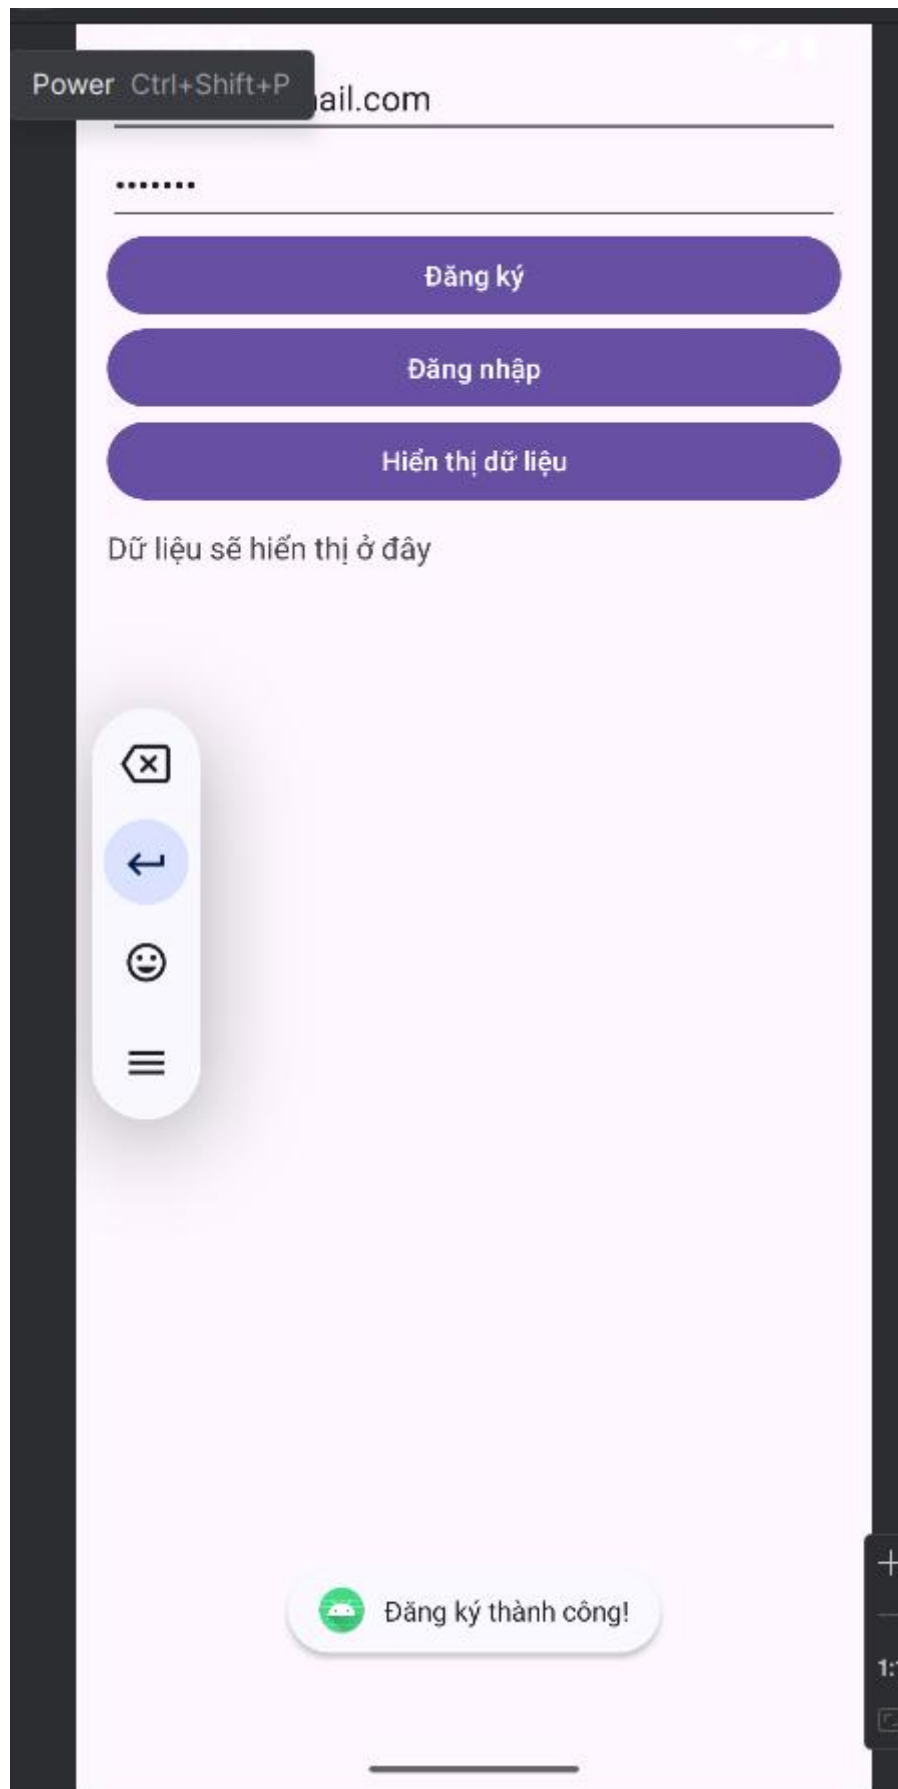 Power Ctrl+Shift+P
ail.com
•••••••
Đăng ký
Đăng nhập
Hiển thị dữ liệu
Dữ liệu sẽ hiển thị ở đây
Đăng ký thành công!